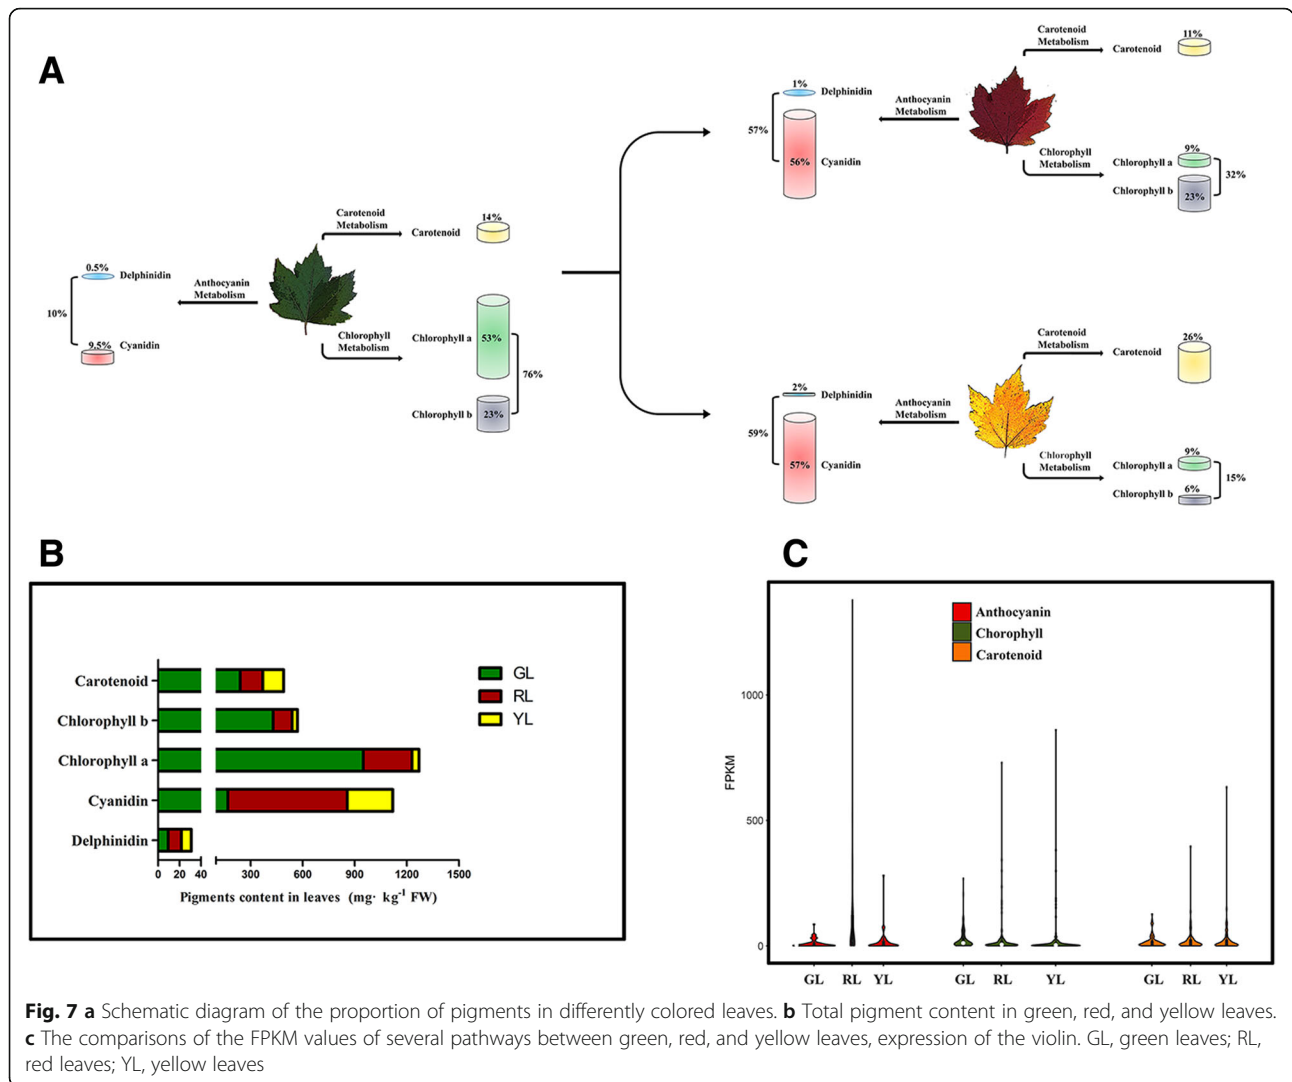 A
0.5%
Delphinidin
10%
9.5%
Cyanidin
Anthocyanin
Metabolism
Carotenoid
Metabolism
Carotenoid
14%
Chlorophyll
Metabolism
Chlorophyll a
53%
Chlorophyll b
23%
76%
Carotenoid
Metabolism
Carotenoid
11%
1%
Delphinidin
57%
56%
Cyanidin
Anthocyanin
Metabolism
Chlorophyll
Metabolism
Chlorophyll a
9%
Chlorophyll b
23%
32%
Carotenoid
Metabolism
Carotenoid
26%
2%
Delphinidin
59%
57%
Cyanidin
Anthocyanin
Metabolism
Chlorophyll
Metabolism
Chlorophyll a
9%
Chlorophyll b
6%
15%
B
Carotenoid
Chlorophyll b
Chlorophyll a
Cyanidin
Delphinidin
0 20 40 300 600 900 1200 1500
Pigments content in leaves (mg· kg-1 FW)
GL
RL
YL
C
Anthocyanin
Chorophyll
Carotenoid
FPKM
1000
500
0
GL RL YL GL RL YL GL RL YL
Fig. 7 a Schematic diagram of the proportion of pigments in differently colored leaves. b Total pigment content in green, red, and yellow leaves.
c The comparisons of the FPKM values of several pathways between green, red, and yellow leaves, expression of the violin. GL, green leaves; RL,
red leaves; YL, yellow leaves